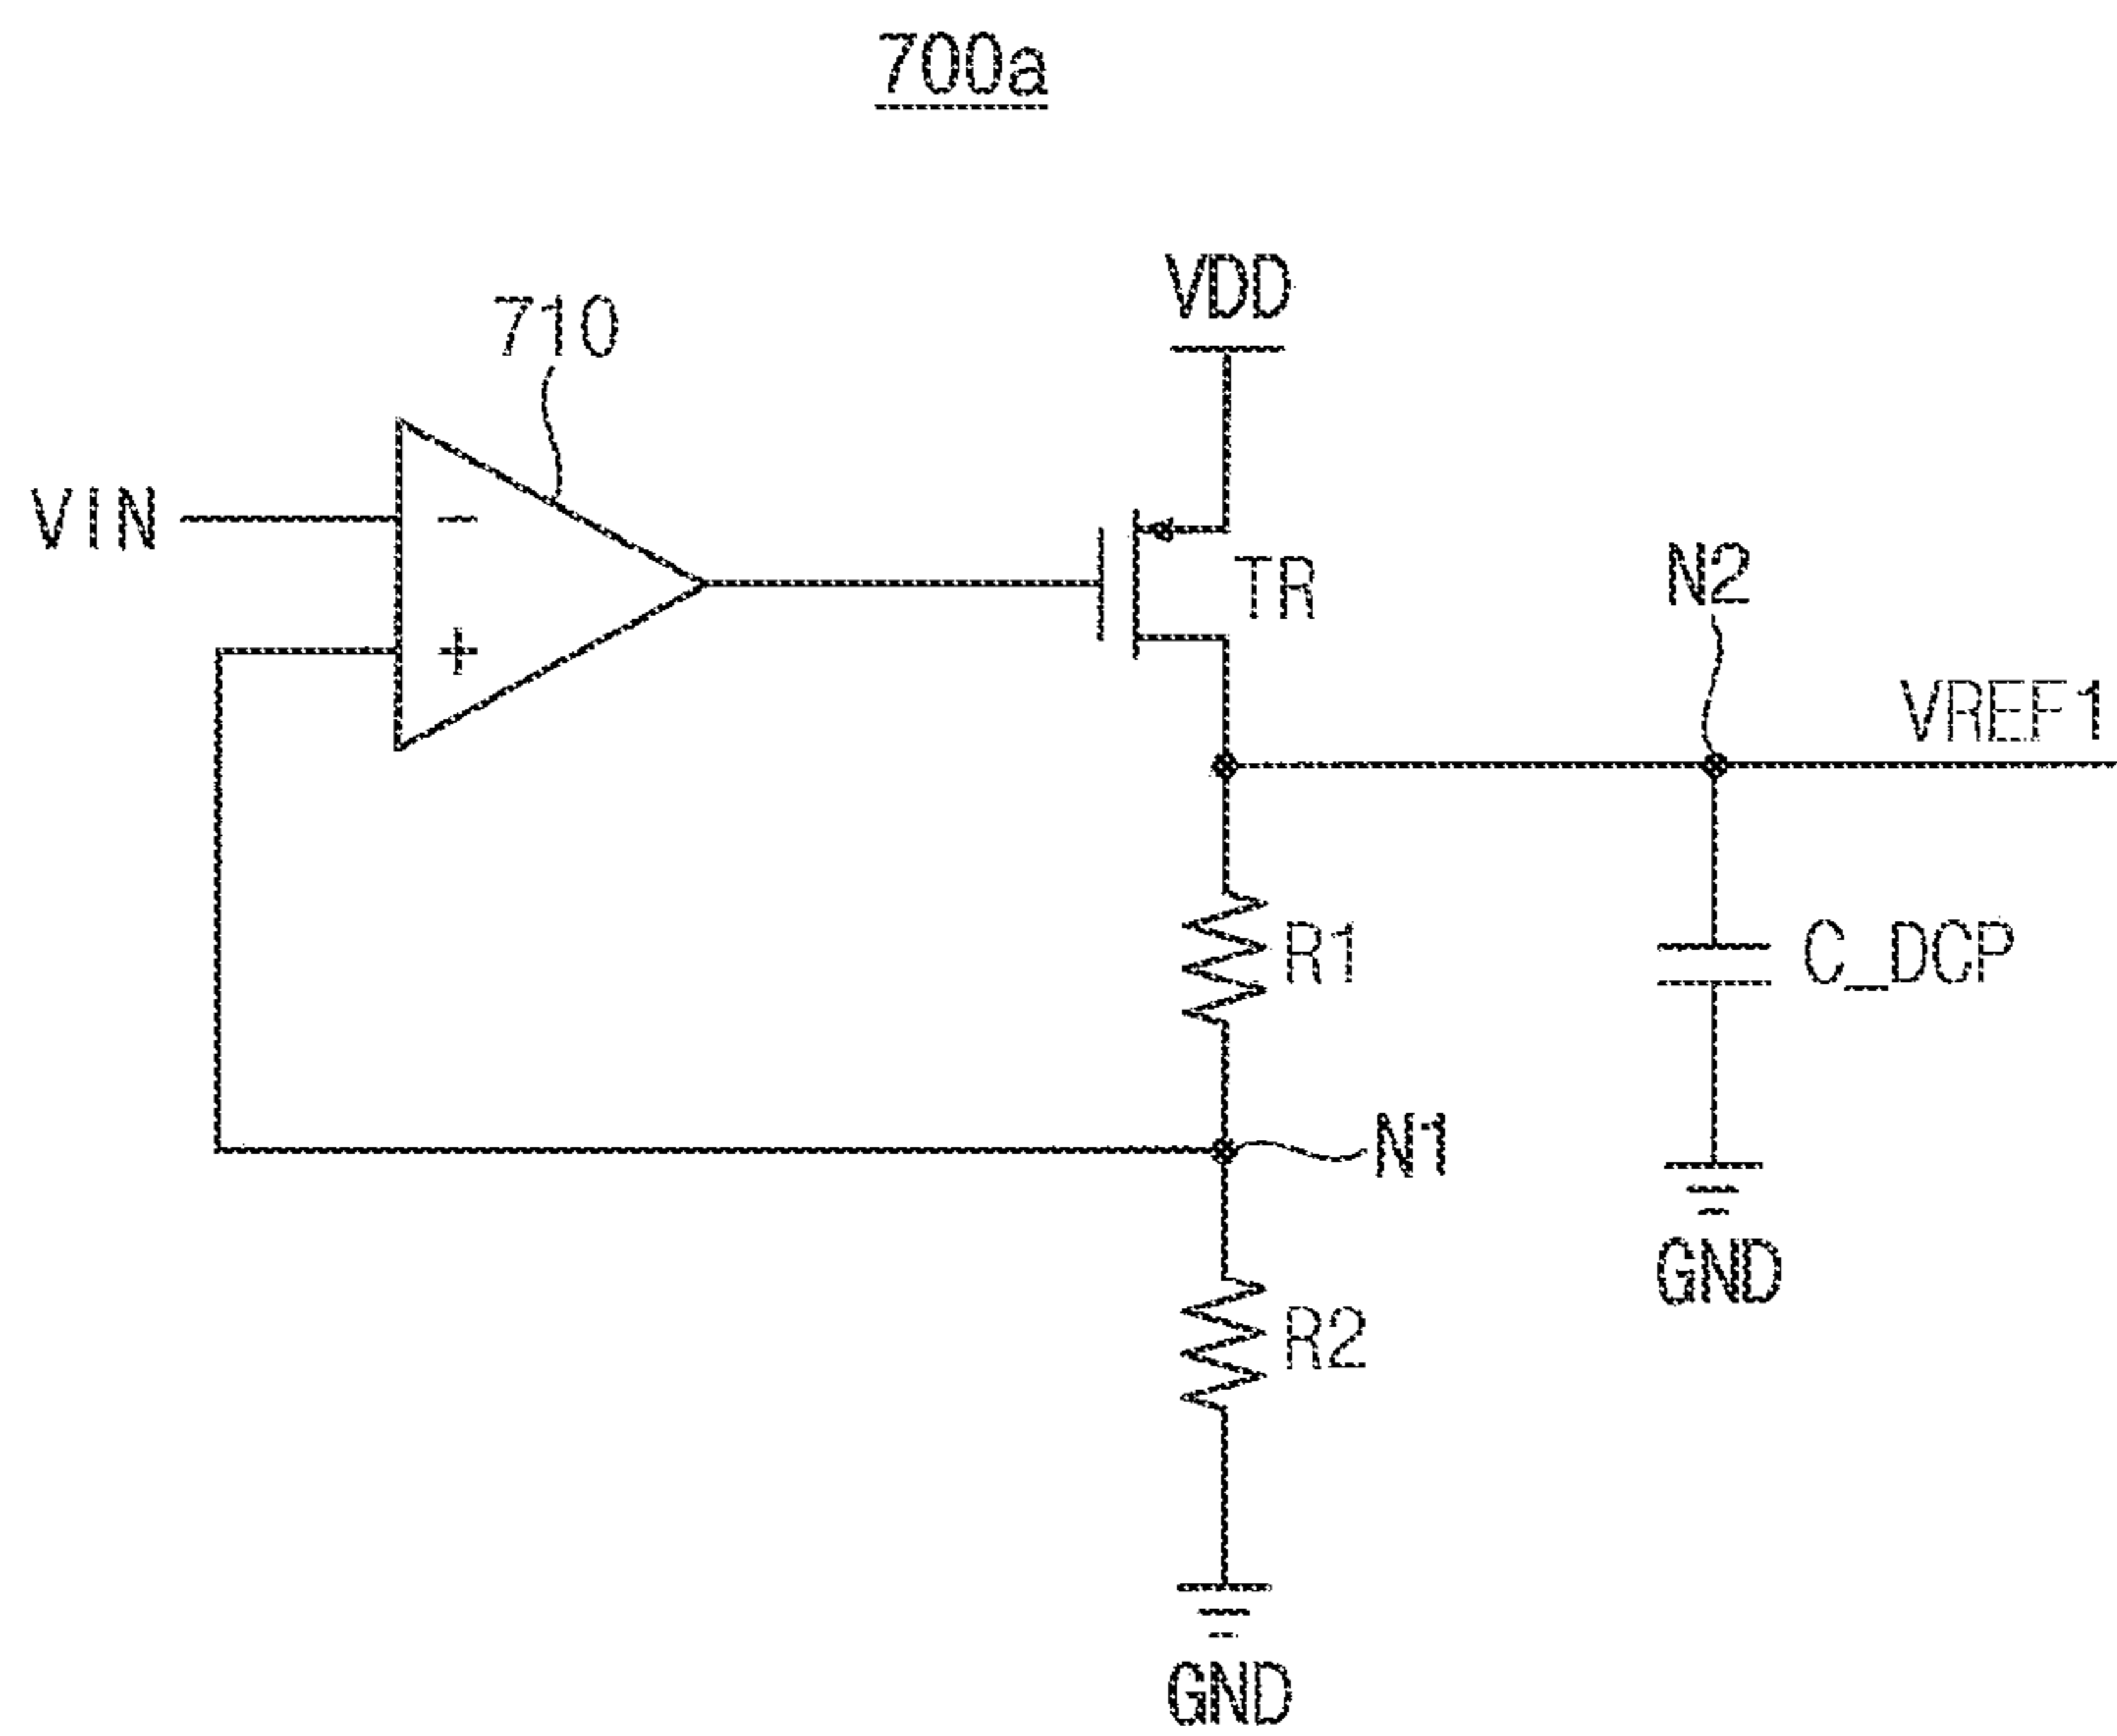 700a
VDD
710
VIN
-
TR
N2
+
VREF1
R1
C_DCP
N1
GND
R2
GND